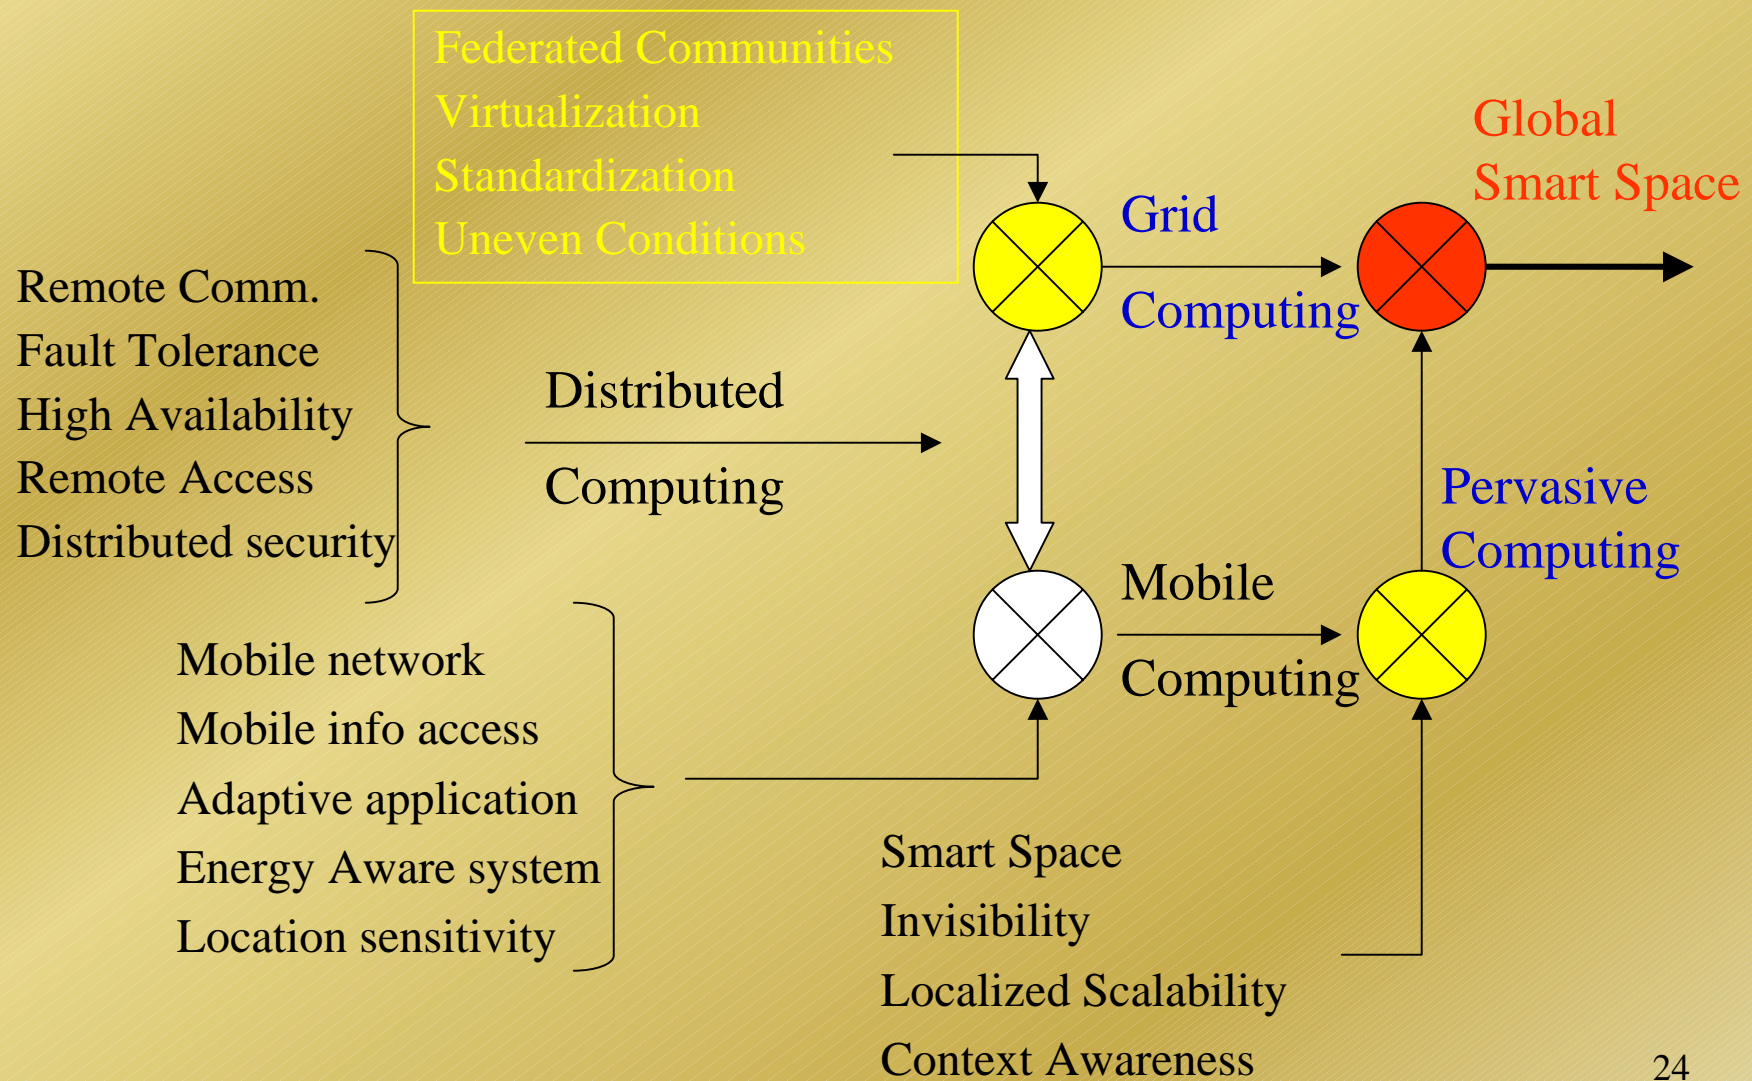 Federated Communities
Virtualization
Standardization
Uneven Conditions
Global
Smart Space
Grid
Computing
Remote Comm.
Fault Tolerance
High Availability
Remote Access
Distributed security
Distributed
Computing
Pervasive
Computing
Mobile
Computing
Mobile network
Mobile info access
Adaptive application
Energy Aware system
Location sensitivity
Smart Space
Invisibility
Localized Scalability
Context Awareness
24